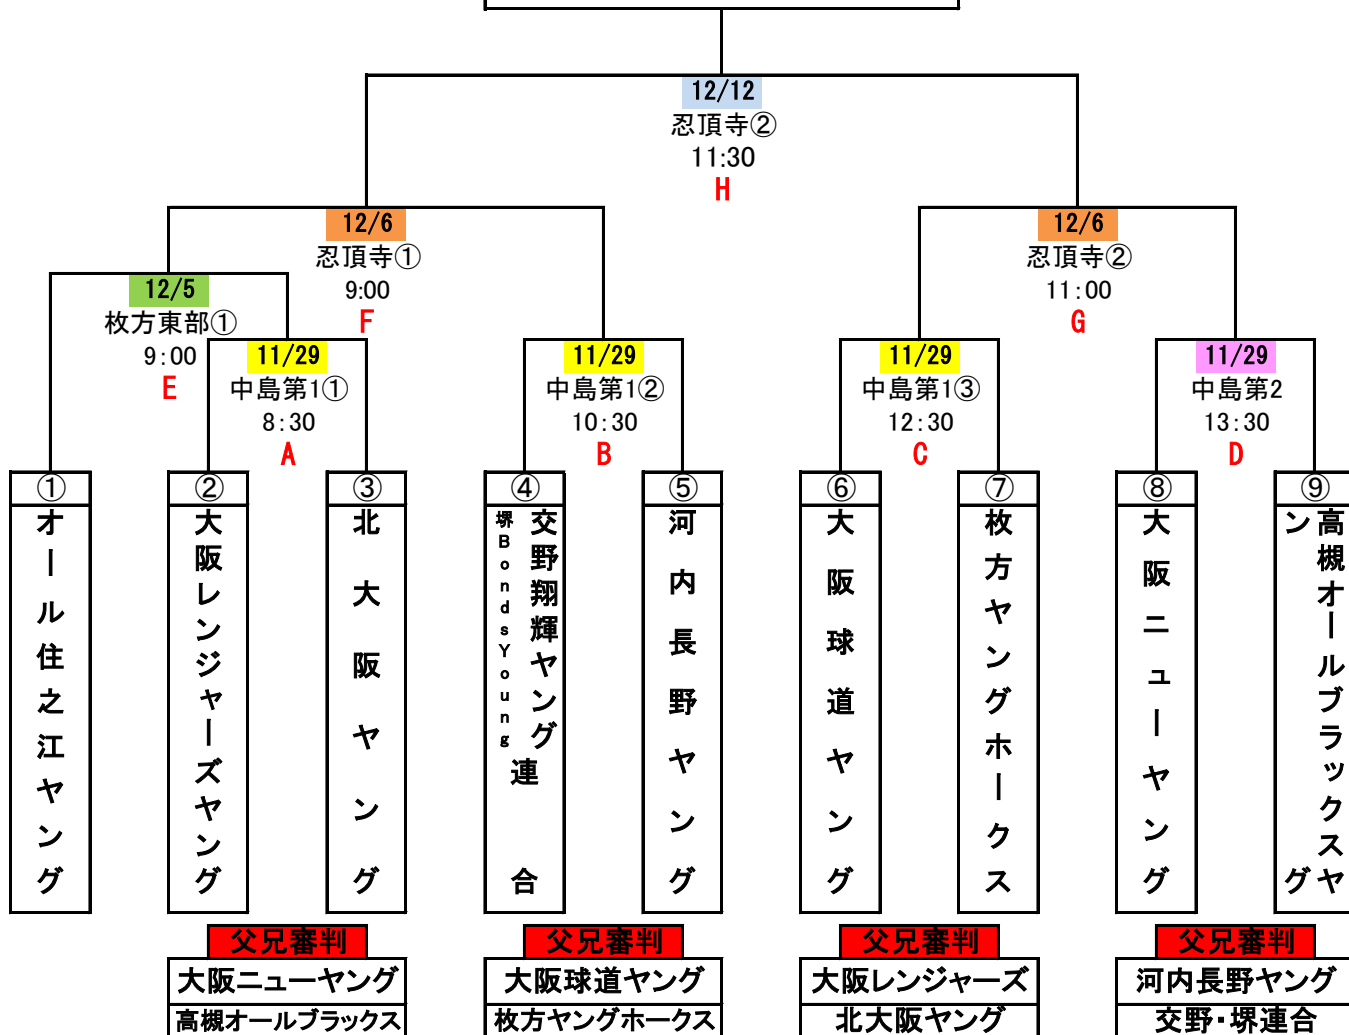 12/12
忍頂寺②
11:30
H
12/6
忍頂寺①
9:00
F
12/6
忍頂寺②
11:00
G
12/5
枚方東部①
9:00
E
11/29
中島第1①
8:30
A
11/29
中島第1②
10:30
B
11/29
中島第1③
12:30
C
11/29
中島第2
13:30
D
①
オール住之江ヤング
②
大阪レンジャーズヤング
③
北大阪ヤング
④
交野翔輝ヤング
堺BondsYoung
連合
⑤
河内長野ヤング
⑥
大阪球道ヤング
⑦
枚方ヤングホークス
⑧
大阪ニューヤング
⑨
高槻オールブラックスヤ
ング
父兄審判
大阪ニューヤング
高槻オールブラックス
父兄審判
大阪球道ヤング
枚方ヤングホークス
父兄審判
大阪レンジャーズ
北大阪ヤング
父兄審判
河内長野ヤング
交野・堺連合